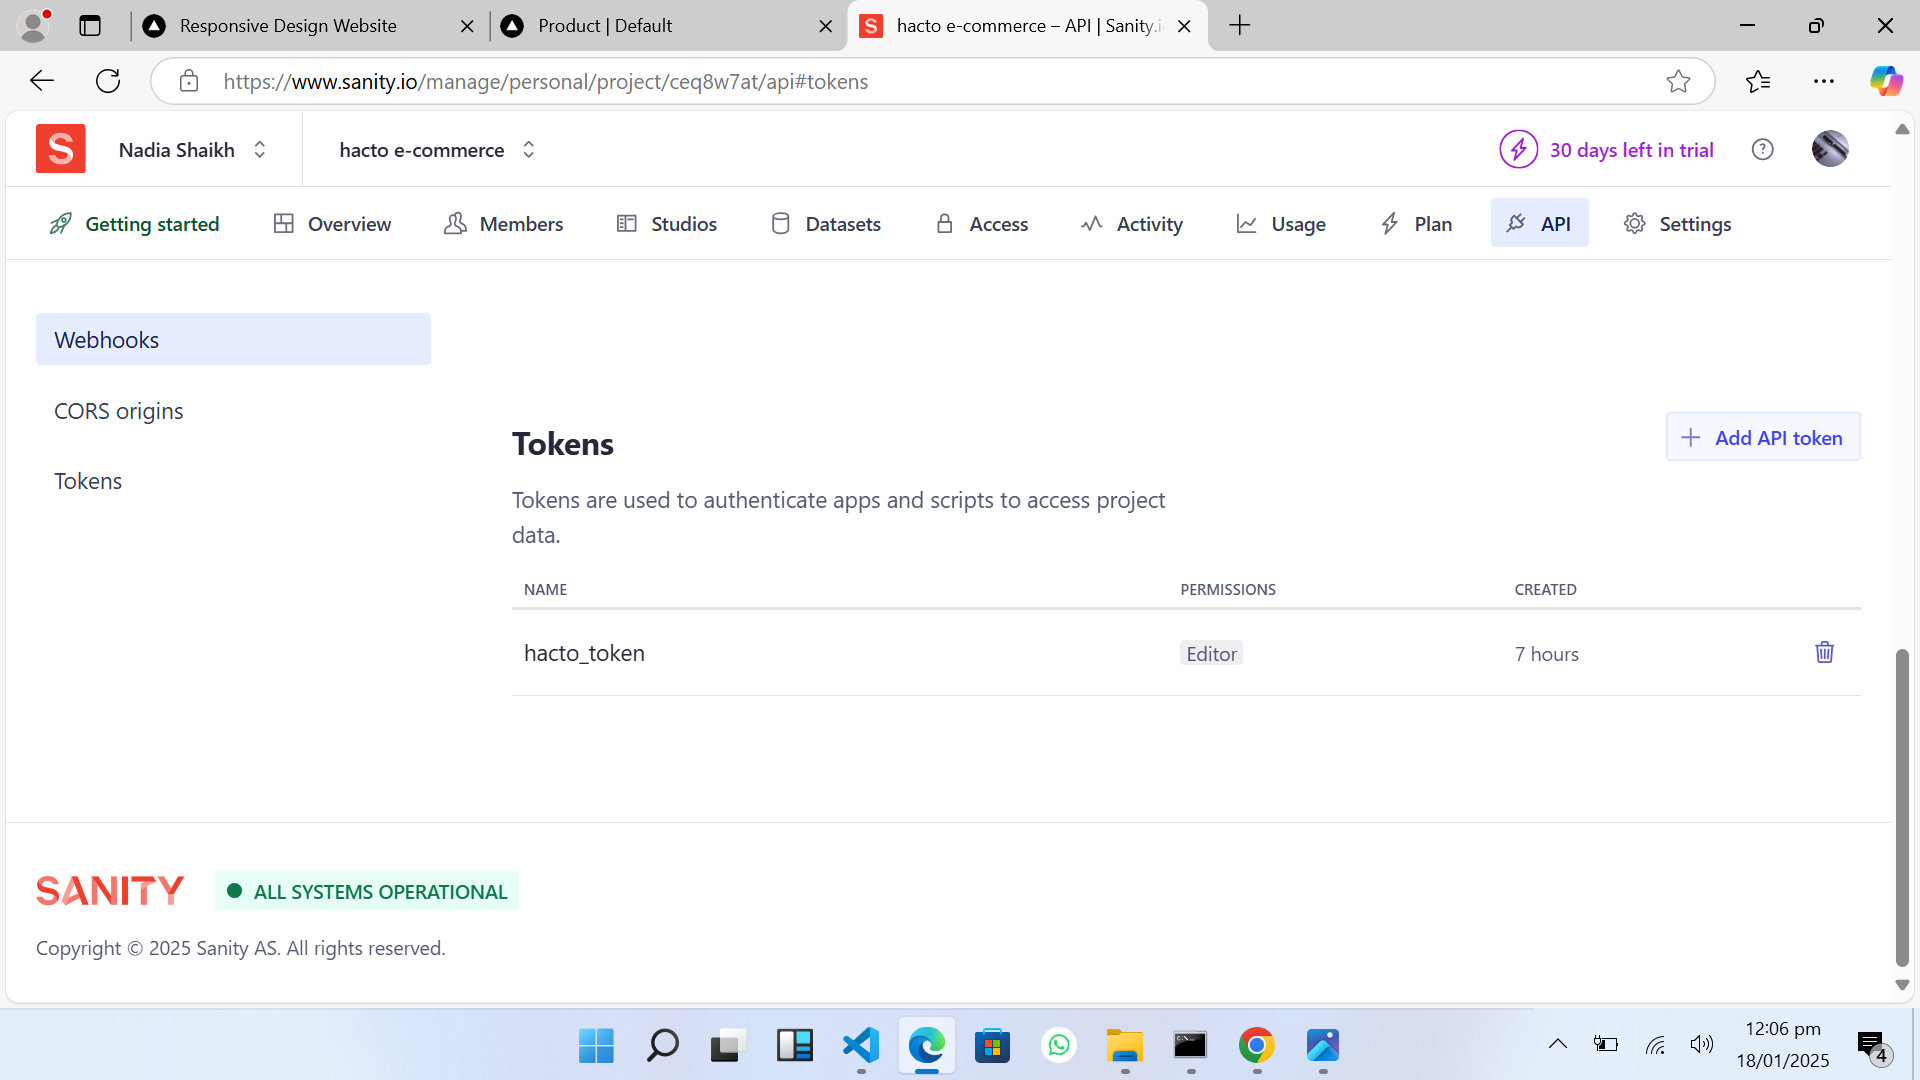 Responsive Design Website
Product | Default
hacto e-commerce – API | Sanity.i
https://www.sanity.io/manage/personal/project/ceq8w7at/api#tokens
S
Nadia Shaikh
hacto e-commerce
30 days left in trial
?
Getting started
Overview
Members
Studios
Datasets
Access
Activity
Usage
Plan
API
Settings
Webhooks
CORS origins
Tokens
Tokens
+ Add API token
Tokens are used to authenticate apps and scripts to access project
data.
NAME
PERMISSIONS
CREATED
hacto_token
Editor
7 hours
SANITY
ALL SYSTEMS OPERATIONAL
Copyright © 2025 Sanity AS. All rights reserved.
12:06 pm
18/01/2025
4